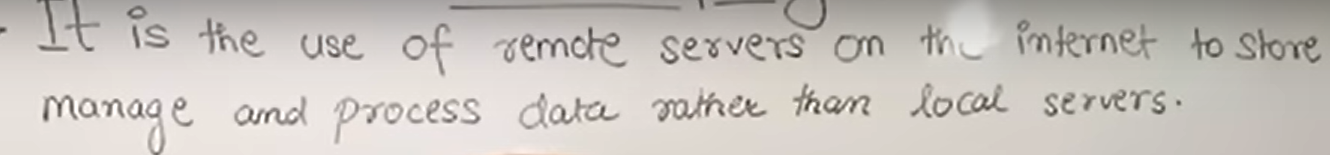 - It is the use of remote servers on the internet to store
manage and process data rather than local servers.